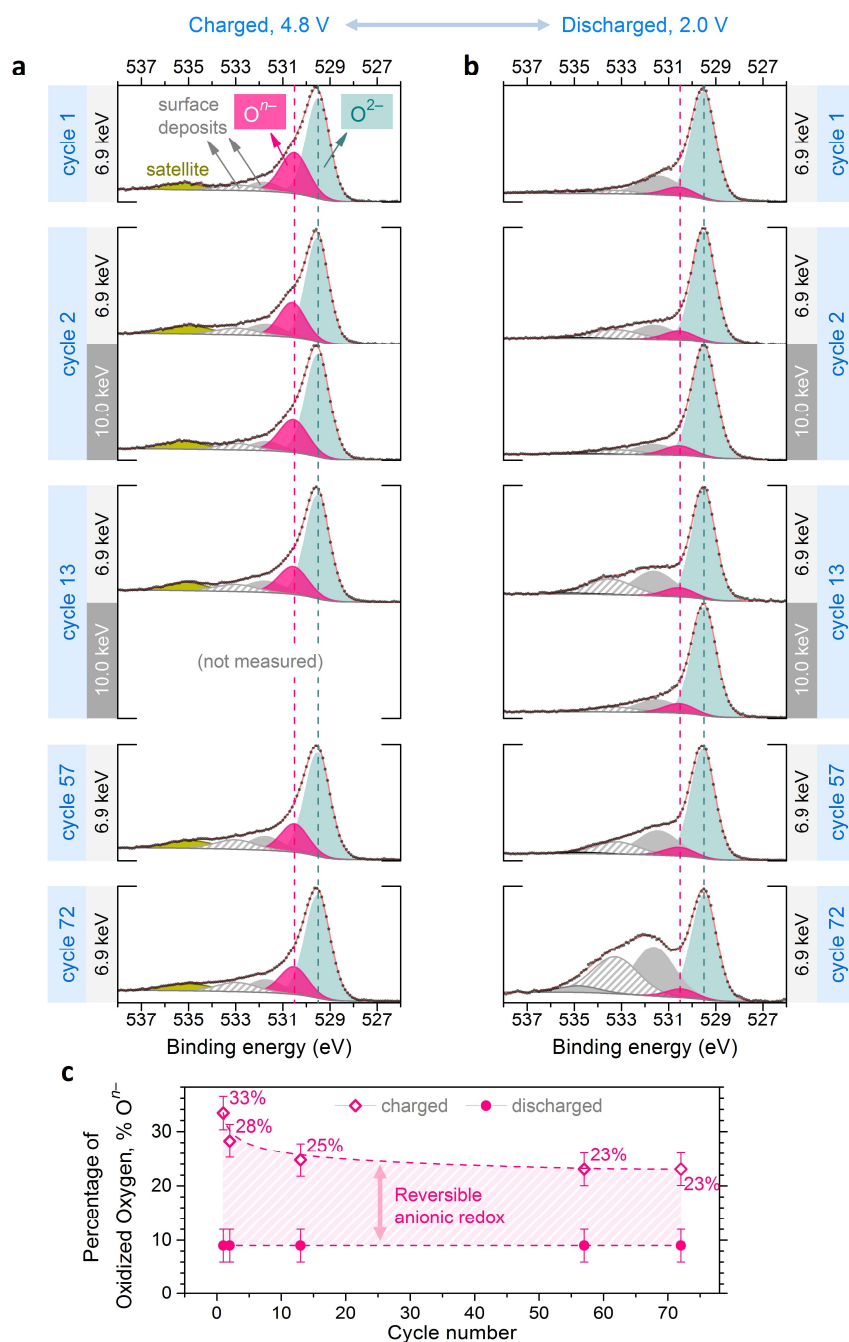 Charged, 4.8 V
Discharged, 2.0 V
a
537 535 533 531 529 527
b
537 535 533 531 529 527
cycle 1
6.9 keV
surface
deposits
Oⁿ⁻
O²⁻
satellite
6.9 keV
cycle 1
cycle 2
6.9 keV
10.0 keV
6.9 keV
10.0 keV
cycle 2
cycle 13
6.9 keV
10.0 keV
(not measured)
6.9 keV
10.0 keV
cycle 13
cycle 57
6.9 keV
6.9 keV
cycle 57
cycle 72
6.9 keV
6.9 keV
cycle 72
537 535 533 531 529 527
Binding energy (eV)
537 535 533 531 529 527
Binding energy (eV)
c
Percentage of
Oxidized Oxygen, % Oⁿ⁻
30
20
10
0
33%
28%
25%
23%
23%
charged
discharged
Reversible
anionic redox
0 10 20 30 40 50 60 70
Cycle number